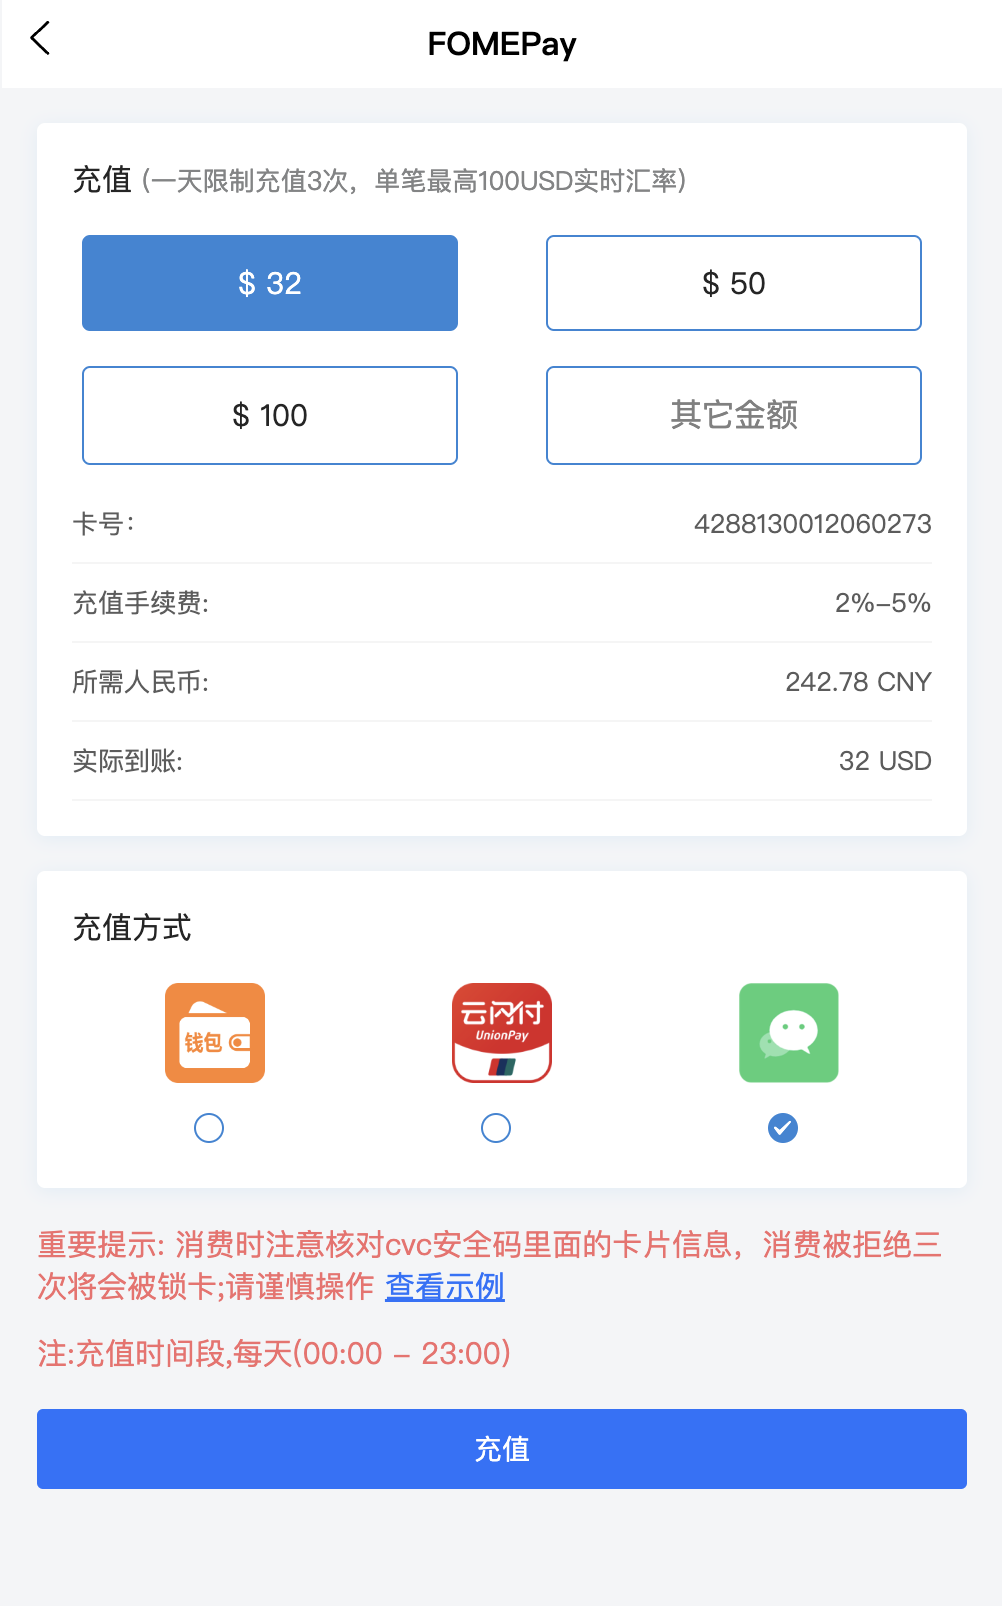 FOMEPay
充值 (一天限制充值3次，单笔最高100USD实时汇率)
$ 32
$ 50
$ 100
其它金额
卡号：
4288130012060273
充值手续费:
2%-5%
所需人民币:
242.78 CNY
实际到账:
32 USD
充值方式
钱包
云闪付
UnionPay
重要提示: 消费时注意核对cvc安全码里面的卡片信息，消费被拒绝三
次将会被锁卡;请谨慎操作 查看示例
注:充值时间段,每天(00:00 - 23:00)
充值